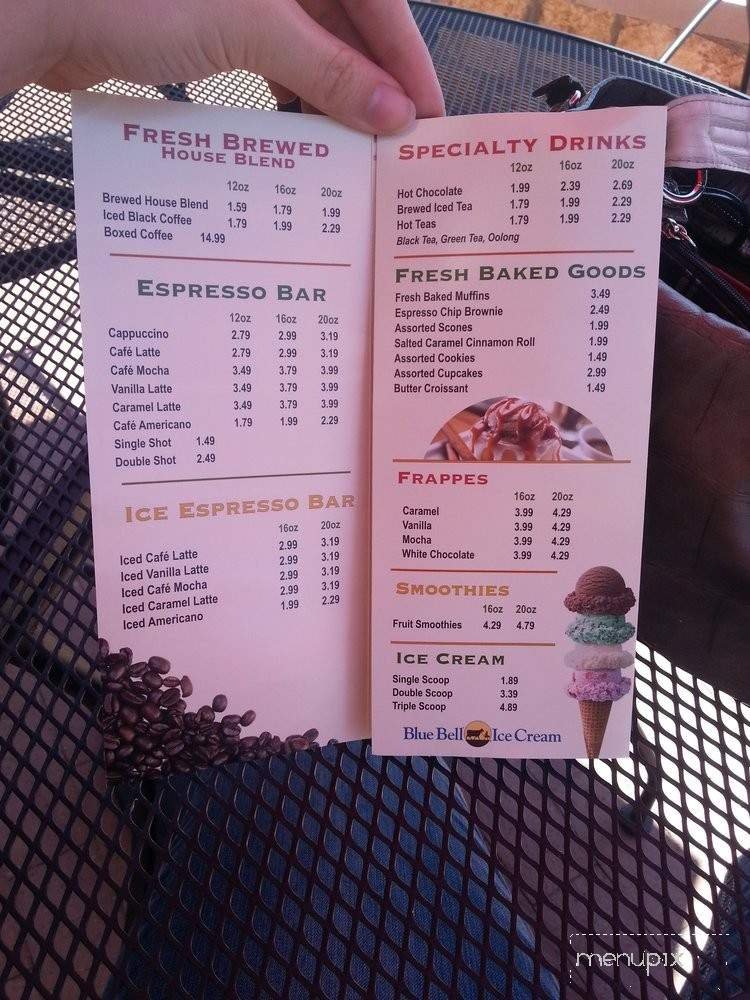 FRESH BREWED
HOUSE BLEND
12oz 16oz 20oz
Brewed House Blend 1.59 1.79 1.99
Iced Black Coffee 1.79 1.99 2.29
Boxed Coffee 14.99
ESPRESSO BAR
12oz 16oz 20oz
Cappuccino 2.79 2.99 3.19
Café Latte 2.79 2.99 3.19
Café Mocha 3.49 3.79 3.99
Vanilla Latte 3.49 3.79 3.99
Caramel Latte 3.49 3.79 3.99
Café Americano 1.79 1.99 2.29
Single Shot 1.49
Double Shot 2.49
ICE ESPRESSO BAR
16oz 20oz
Iced Café Latte 2.99 3.19
Iced Vanilla Latte 2.99 3.19
Iced Café Mocha 2.99 3.19
Iced Caramel Latte 2.99 3.19
Iced Americano 1.99 2.29
SPECIALTY DRINKS
12oz 16oz 20oz
Hot Chocolate 1.99 2.39 2.69
Brewed Iced Tea 1.79 1.99 2.29
Hot Teas 1.79 1.99 2.29
Black Tea, Green Tea, Oolong
FRESH BAKED GOODS
Fresh Baked Muffins 3.49
Espresso Chip Brownie 2.49
Assorted Scones 1.99
Salted Caramel Cinnamon Roll 1.99
Assorted Cookies 1.49
Assorted Cupcakes 2.99
Butter Croissant 1.49
FRAPPES
16oz 20oz
Caramel 3.99 4.29
Vanilla 3.99 4.29
Mocha 3.99 4.29
White Chocolate 3.99 4.29
SMOOTHIES
16oz 20oz
Fruit Smoothies 4.29 4.79
ICE CREAM
Single Scoop 1.89
Double Scoop 3.39
Triple Scoop 4.89
Blue Bell Ice Cream
menupix